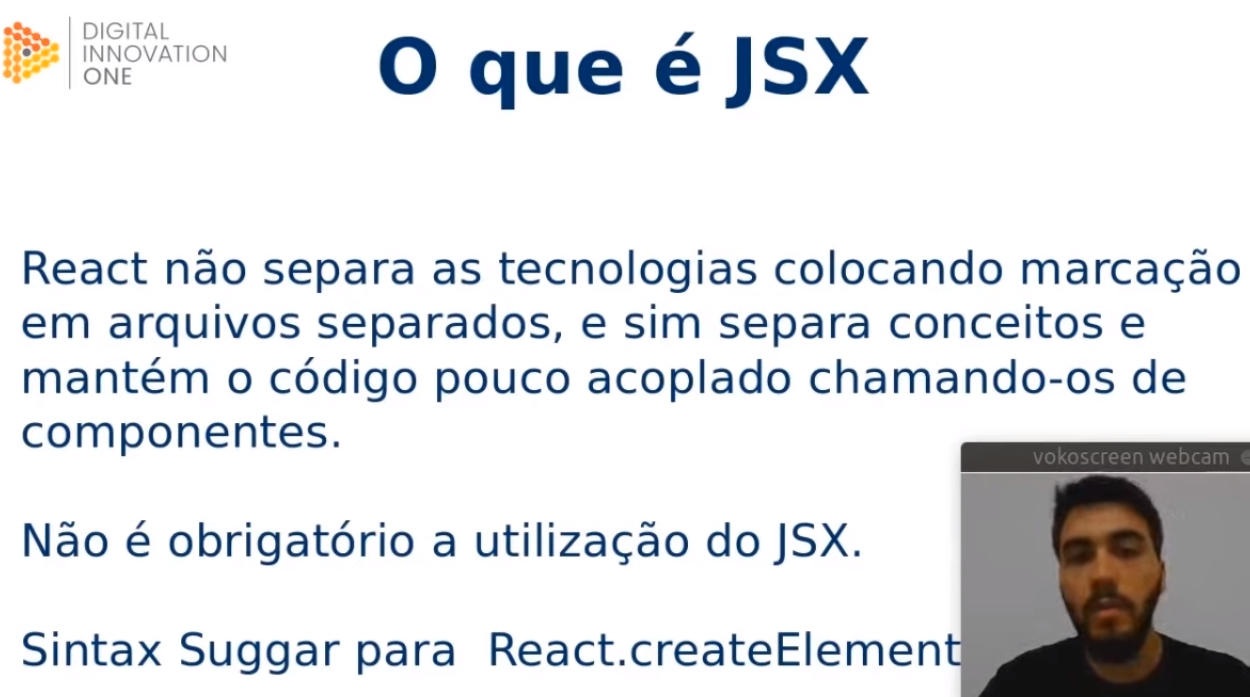 DIGITAL
INNOVATION
ONE
O que é JSX
React não separa as tecnologias colocando marcação
em arquivos separados, e sim separa conceitos e
mantém o código pouco acoplado chamando-os de
componentes.
Não é obrigatório a utilização do JSX.
Sintax Suggar para React.createElement
vokoscreen webcam